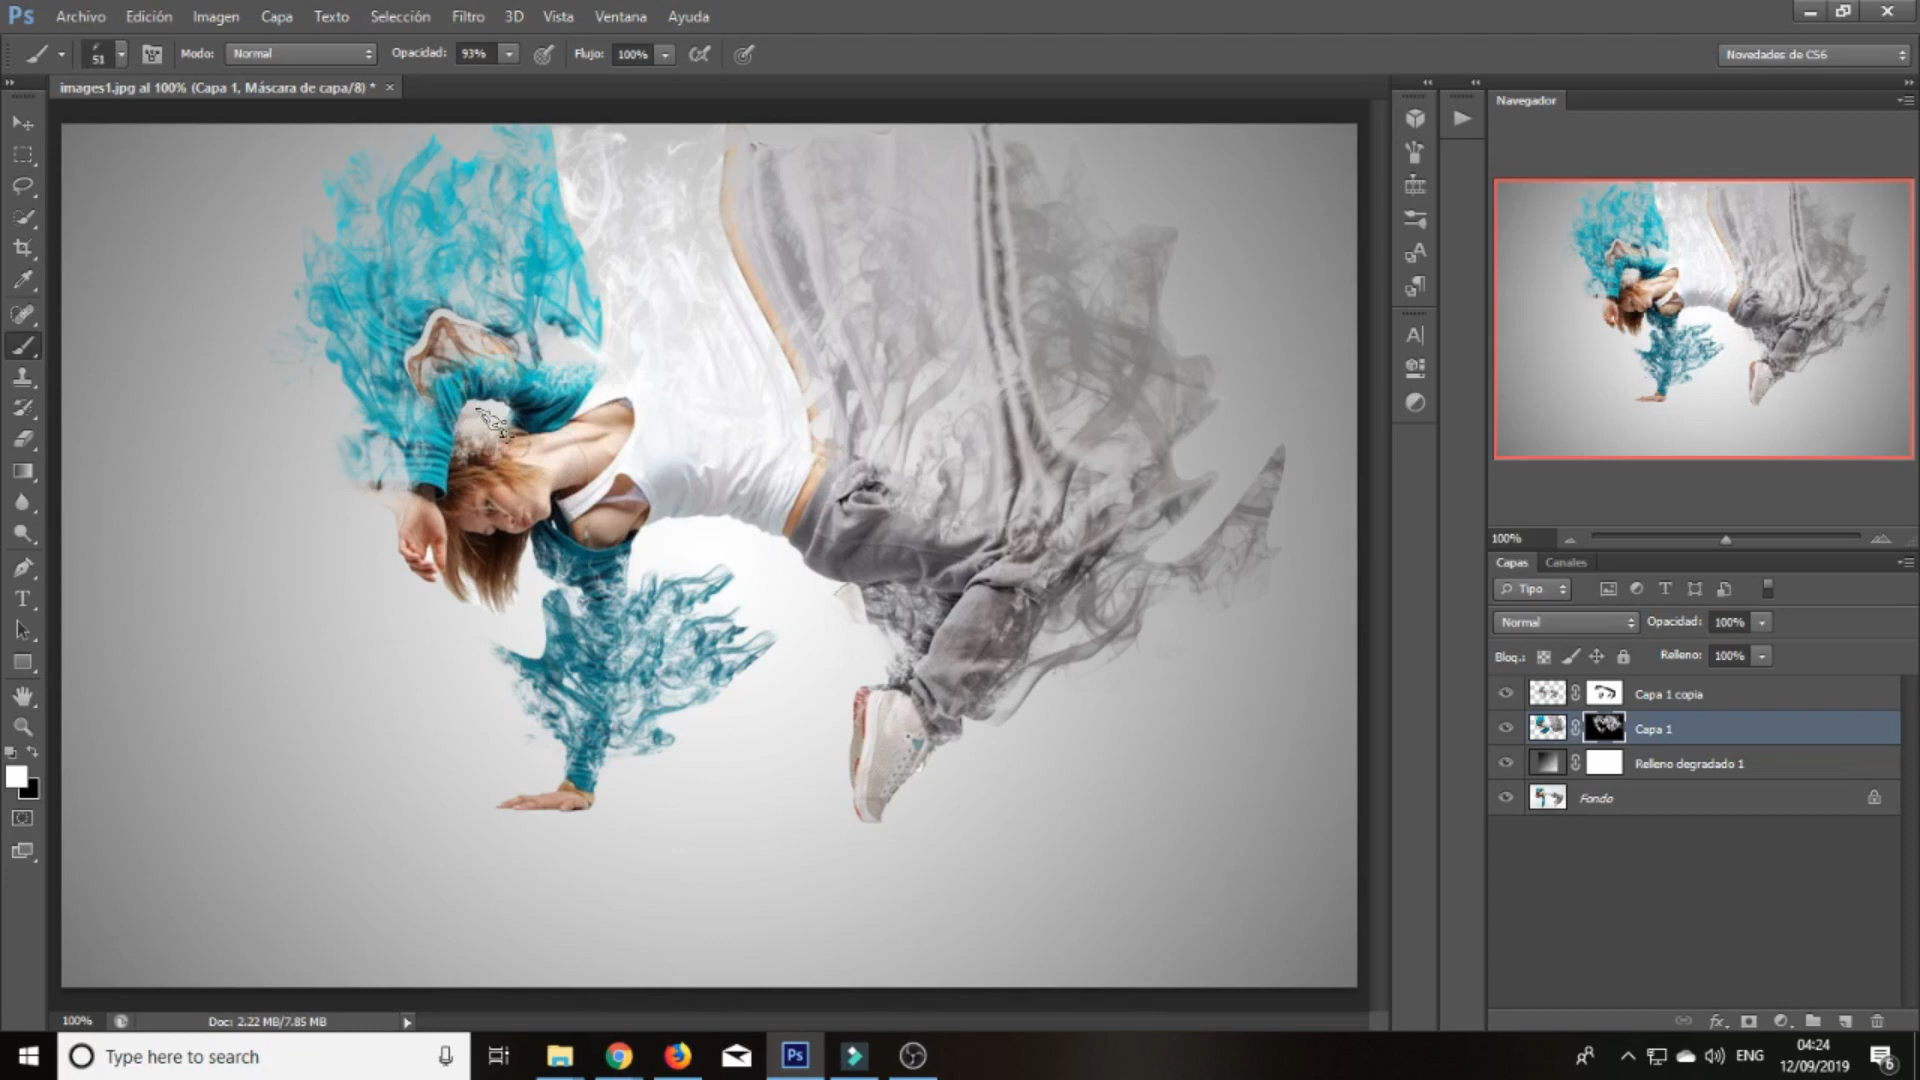 Ps Archivo Edición Imagen Capa Texto Selección Filtro 3D Vista Ventana Ayuda
51 Modo: Normal Opacidad: 93% Flujo: 100% Novedades de CS6
images1.jpg al 100% (Capa 1, Máscara de capa/8) * ×
Navegador
100%
Capas Canales
Tipo
Normal Opacidad: 100%
Bloq.: Relleno: 100%
Capa 1 copia
Capa 1
Relleno degradado 1
Fondo
100% Doc: 2.22 MB/7.85 MB
Type here to search
Ps
ENG
04:24
12/09/2019
6